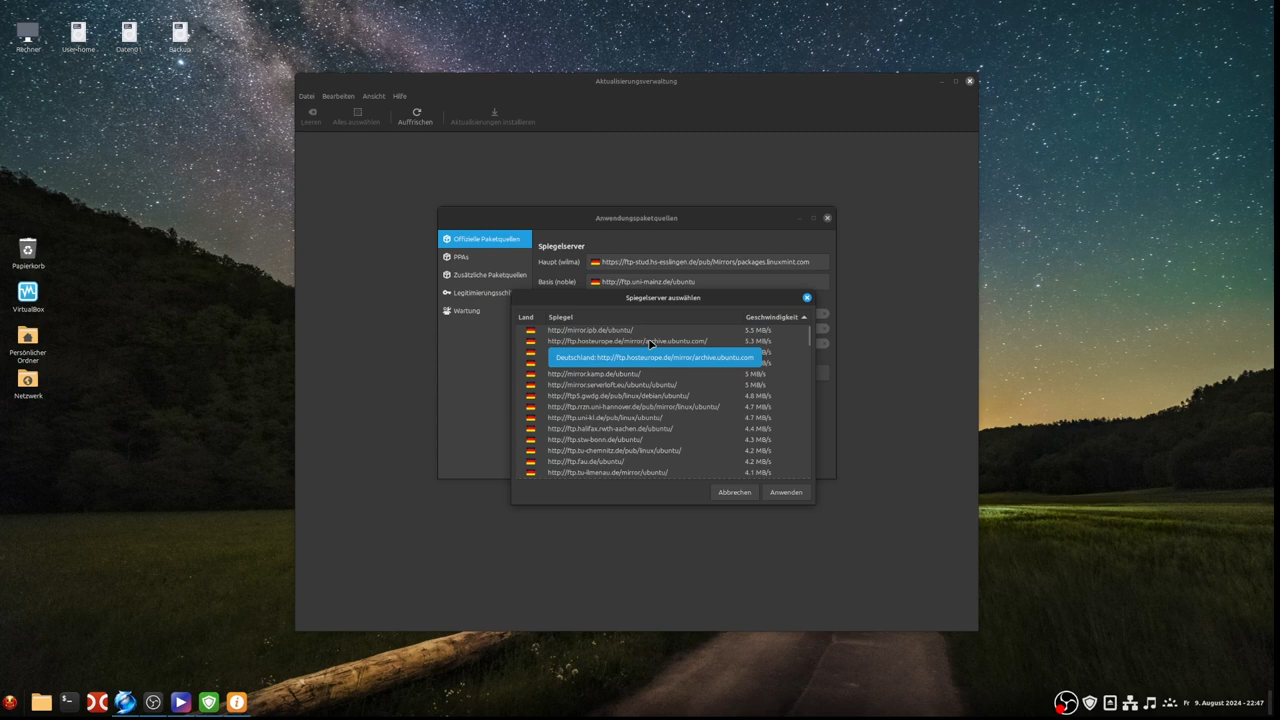 Rechner
User-home
Daten01
Backup
Papierkorb
VirtualBox
Persönlicher
Ordner
Netzwerk
Aktualisierungsverwaltung
Datei Bearbeiten Ansicht Hilfe
Leeren Alles auswählen Auffrischen Aktualisierungen installieren
Anwendungspaketquellen
Offizielle Paketquellen
PPAs
Zusätzliche Paketquellen
Wartung
Spiegelserver
Haupt (wilma) https://ftp-stud.hs-esslingen.de/pub/Mirrors/packages.linuxmint.com
Basis (noble) http://ftp.uni-mainz.de/ubuntu
Spiegelserver auswählen
Land Spiegel Geschwindigkeit
http://mirror.ipb.de/ubuntu/ 5.5 MB/s
http://ftp.hosteurope.de/mirror/archive.ubuntu.com/ 5.3 MB/s
Deutschland: http://ftp.hosteurope.de/mirror/archive.ubuntu.com
http://mirror.kamp.de/ubuntu/ 5 MB/s
http://mirror.serverloft.eu/ubuntu/ubuntu/ 5 MB/s
http://ftp5.gwdg.de/pub/linux/debian/ubuntu/ 4.8 MB/s
http://ftp.rrzn.uni-hannover.de/pub/mirror/linux/ubuntu/ 4.7 MB/s
http://ftp.uni-kl.de/pub/linux/ubuntu/ 4.7 MB/s
http://ftp.halifax.rwth-aachen.de/ubuntu/ 4.4 MB/s
http://ftp.stw-bonn.de/ubuntu/ 4.3 MB/s
http://ftp.tu-chemnitz.de/pub/linux/ubuntu/ 4.2 MB/s
http://ftp.fau.de/ubuntu/ 4.2 MB/s
http://ftp.tu-ilmenau.de/mirror/ubuntu/ 4.1 MB/s
Abbrechen Anwenden
Fr 9. August 2024 - 22:47